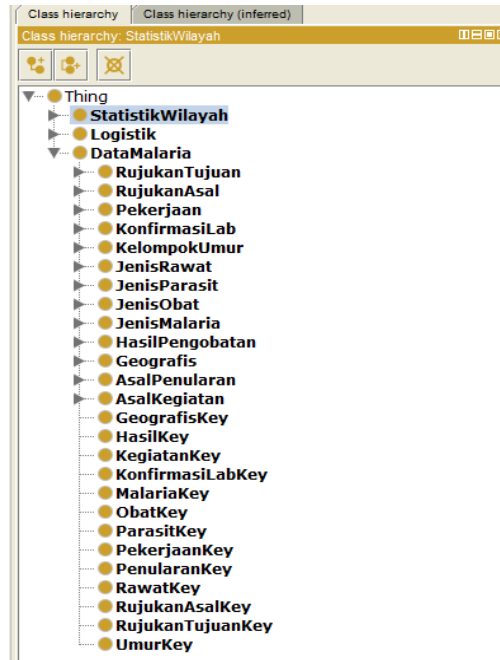 Class hierarchy Class hierarchy (inferred)
Class hierarchy: StatistikWilayah
Thing
StatistikWilayah
Logistik
DataMalaria
RujukanTujuan
RujukanAsal
Pekerjaan
KonfirmasiLab
KelompokUmur
JenisRawat
JenisParasit
JenisObat
JenisMalaria
HasilPengobatan
Geografis
AsalPenularan
AsalKegiatan
GeografisKey
HasilKey
KegiatanKey
KonfirmasiLabKey
MalariaKey
ObatKey
ParasitKey
PekerjaanKey
PenularanKey
RawatKey
RujukanAsalKey
RujukanTujuanKey
UmurKey